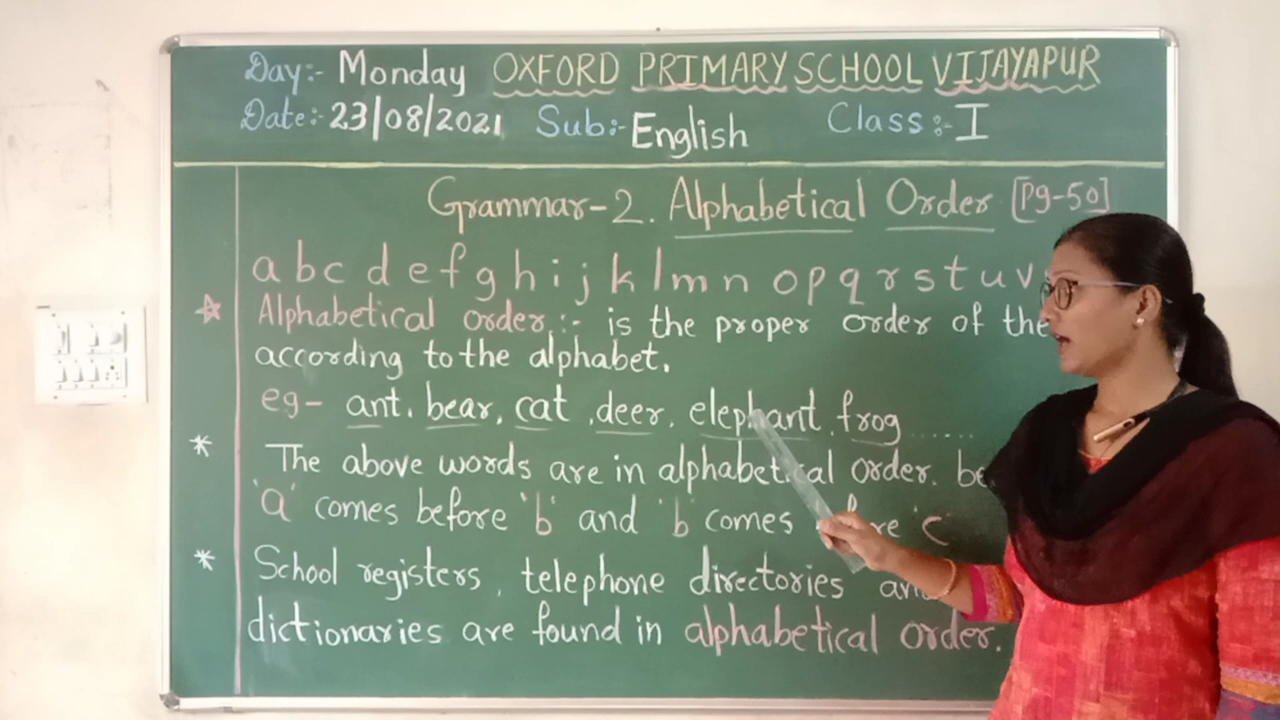 Day:- Monday OXFORD PRIMARY SCHOOL VIJAYAPUR
Date:- 23/08/2021 Sub:- English Class:- I
Grammar-2. Alphabetical Order [Pg-50]
a b c d e f g h i j k l m n o p q r s t u v
Alphabetical order:- is the proper order of the
according to the alphabet.
eg- ant, bear, cat, deer, elephant, frog ......
* The above words are in alphabetical order.
'a' comes before 'b' and 'b' comes 'c'
* School registers, telephone directories
dictionaries are found in alphabetical order.